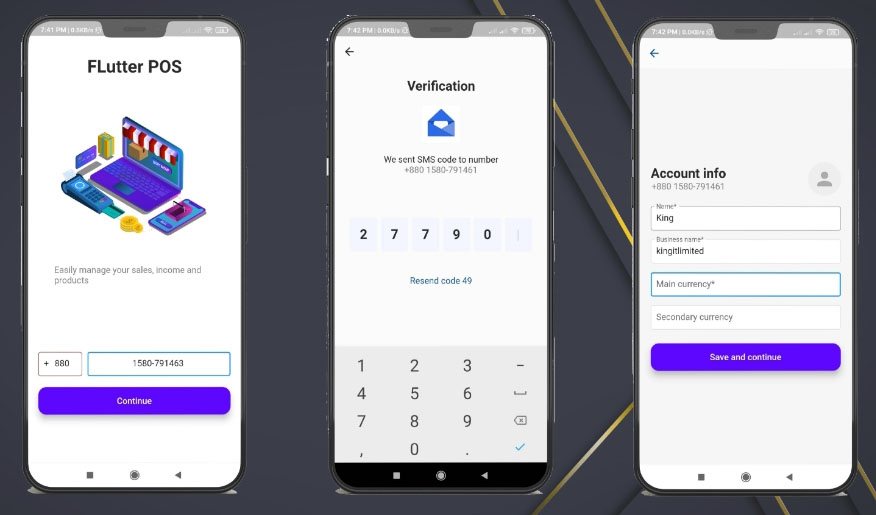 7:41 PM | 0.5KB/s
FLutter POS
Easily manage your sales, income and
products
+ 880
1580-791463
Continue
7:42 PM | 0.0KB/s
Verification
We sent SMS code to number
+880 1580-791461
2 7 7 9 0
Resend code 49
1 2 3 -
4 5 6
7 8 9
, 0 .
7:42 PM | 0.0KB/s
Account info
+880 1580-791461
Name*
King
Business name*
kingitlimited
Main currency*
Secondary currency
Save and continue